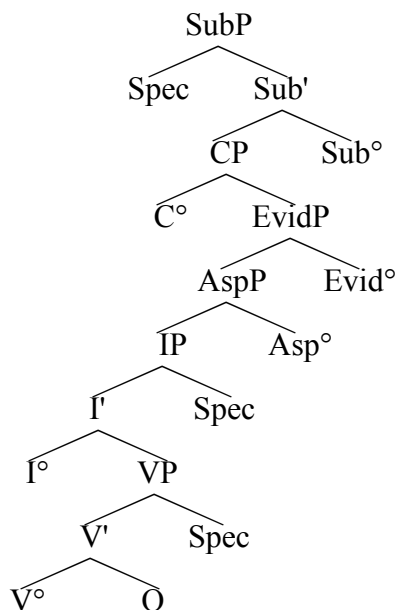 SubP
Spec Sub'
CP Sub°
C° EvidP
AspP Evid°
IP Asp°
I' Spec
I° VP
V' Spec
V° O